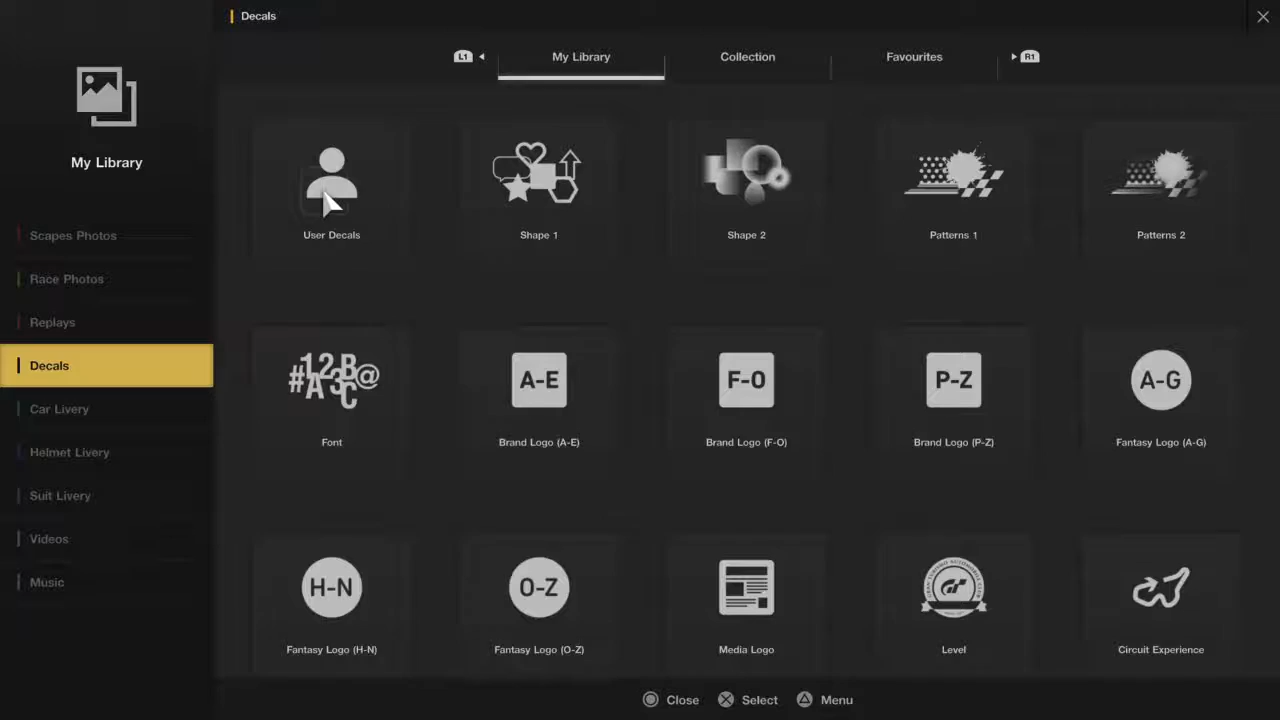 Decals
L1
My Library
Collection
Favourites
R1
My Library
Scapes Photos
Race Photos
Replays
Decals
Car Livery
Helmet Livery
Suit Livery
Videos
Music
User Decals
Shape 1
Shape 2
Patterns 1
Patterns 2
#123BA3C@
A-E
F-O
P-Z
A-G
Font
Brand Logo (A-E)
Brand Logo (F-O)
Brand Logo (P-Z)
Fantasy Logo (A-G)
H-N
O-Z
Fantasy Logo (H-N)
Fantasy Logo (O-Z)
Media Logo
Level
Circuit Experience
Close
Select
Menu